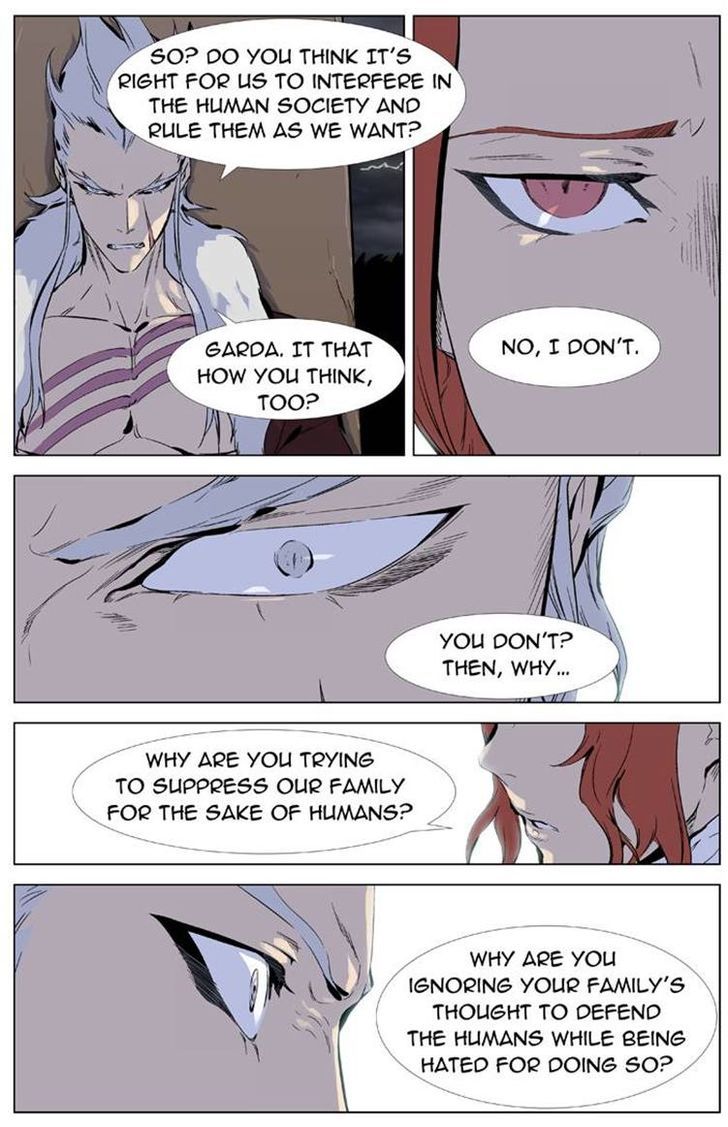 SO? DO YOU THINK IT'S
RIGHT FOR US TO INTERFERE IN
THE HUMAN SOCIETY AND
RULE THEM AS WE WANT?
GARDA. IT THAT
HOW YOU THINK,
TOO?
NO, I DON'T.
YOU DON'T?
THEN, WHY...
WHY ARE YOU TRYING
TO SUPPRESS OUR FAMILY
FOR THE SAKE OF HUMANS?
WHY ARE YOU
IGNORING YOUR FAMILY'S
THOUGHT TO DEFEND
THE HUMANS WHILE BEING
HATED FOR DOING SO?